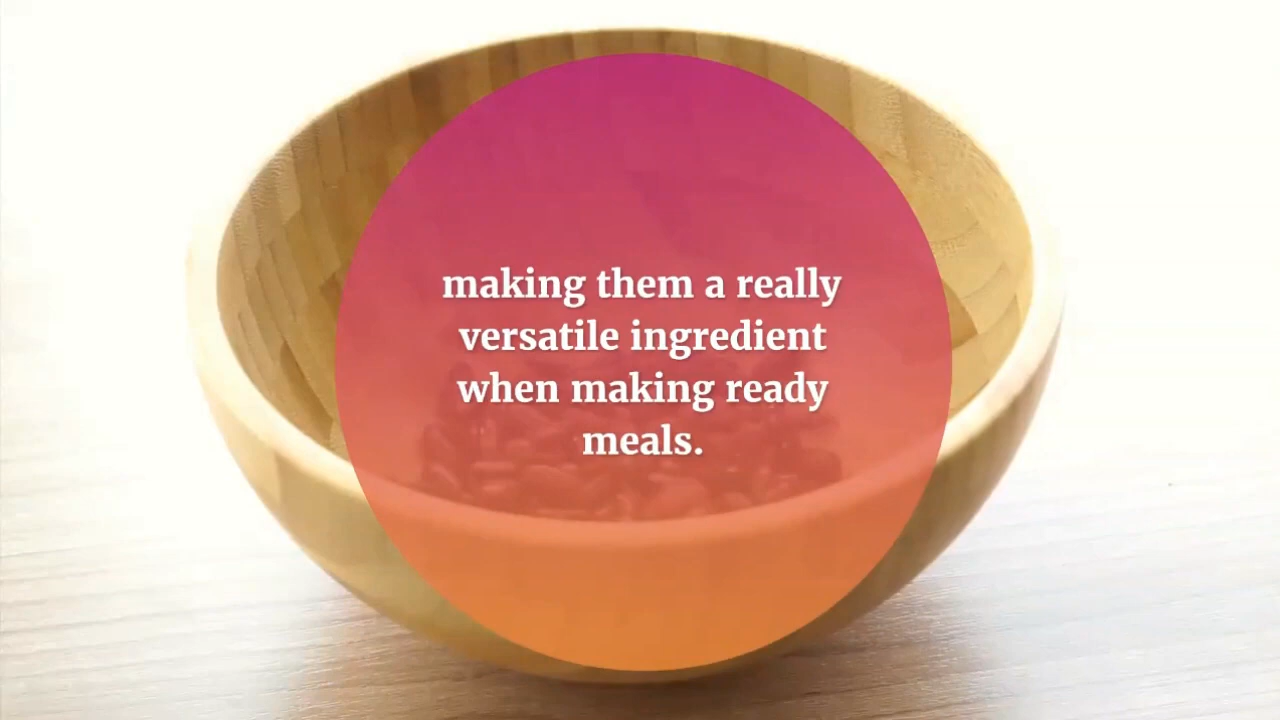 making them a really
versatile ingredient
when making ready
meals.